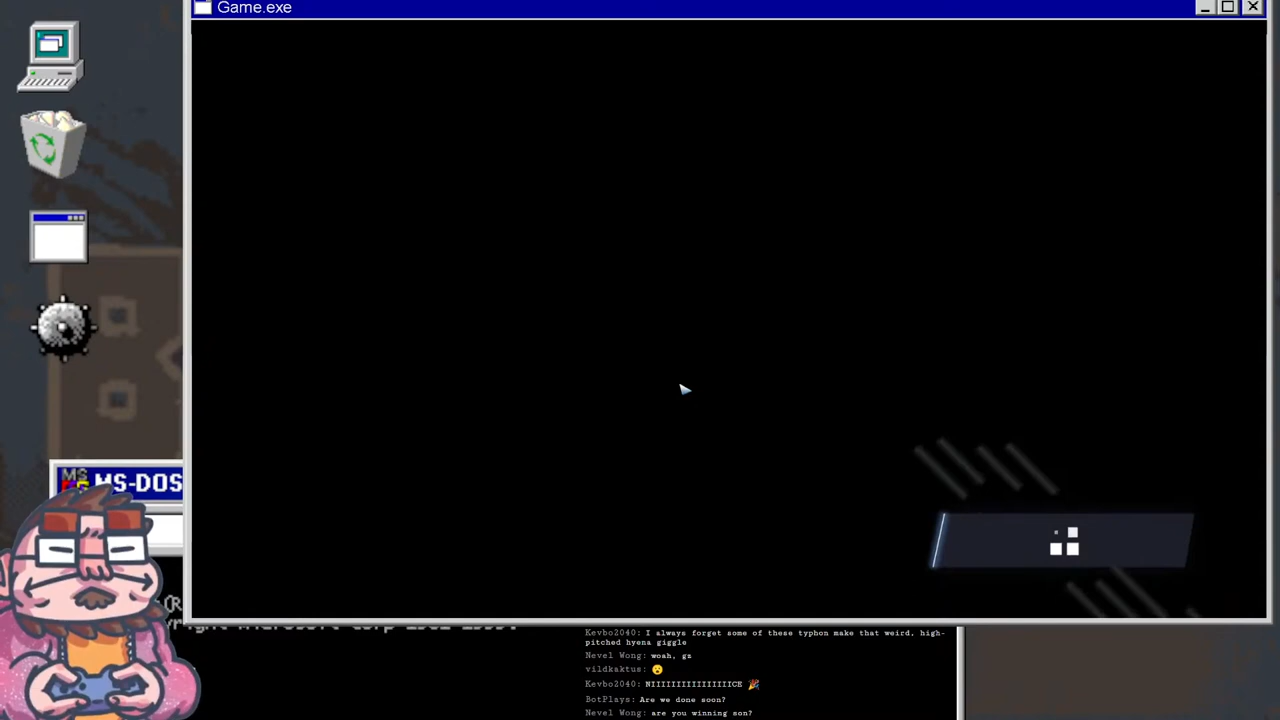 Game.exe
MS-DOS
Kevbo2040: I always forget some of these typhon make that weird, high-
pitched hyena giggle
Nevel Wong: woah, gz
vildkaktus: 😮
Kevbo2040: NIIIIIIIIIIIIIIIICE 🎉
BotPlays: Are we done soon?
Nevel Wong: are you winning son?